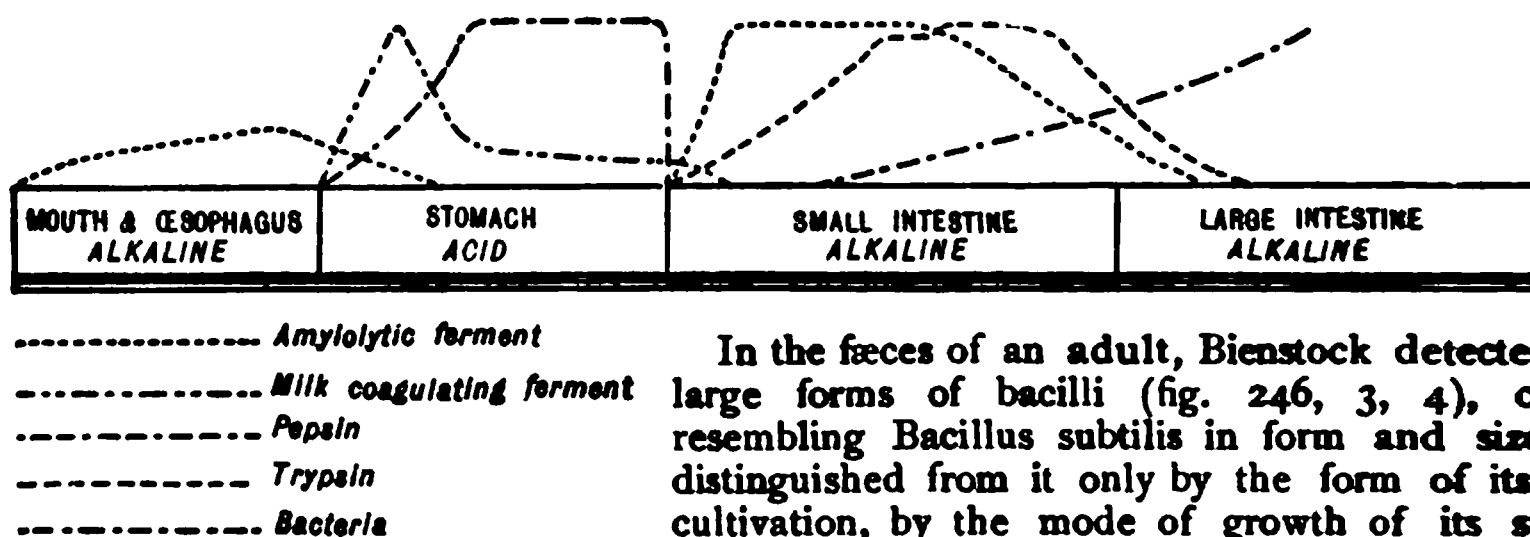 MOUTH & ŒSOPHAGUS
ALKALINE
STOMACH
ACID
SMALL INTESTINE
ALKALINE
LARGE INTESTINE
ALKALINE
Amylolytic ferment
Milk coagulating ferment
Pepsin
Trypsin
Bacteria
In the fæces of an adult, Bienstock detecte
large forms of bacilli (fig. 246, 3, 4), o
resembling Bacillus subtilis in form and size
distinguished from it only by the form of its
cultivation, by the mode of growth of its s